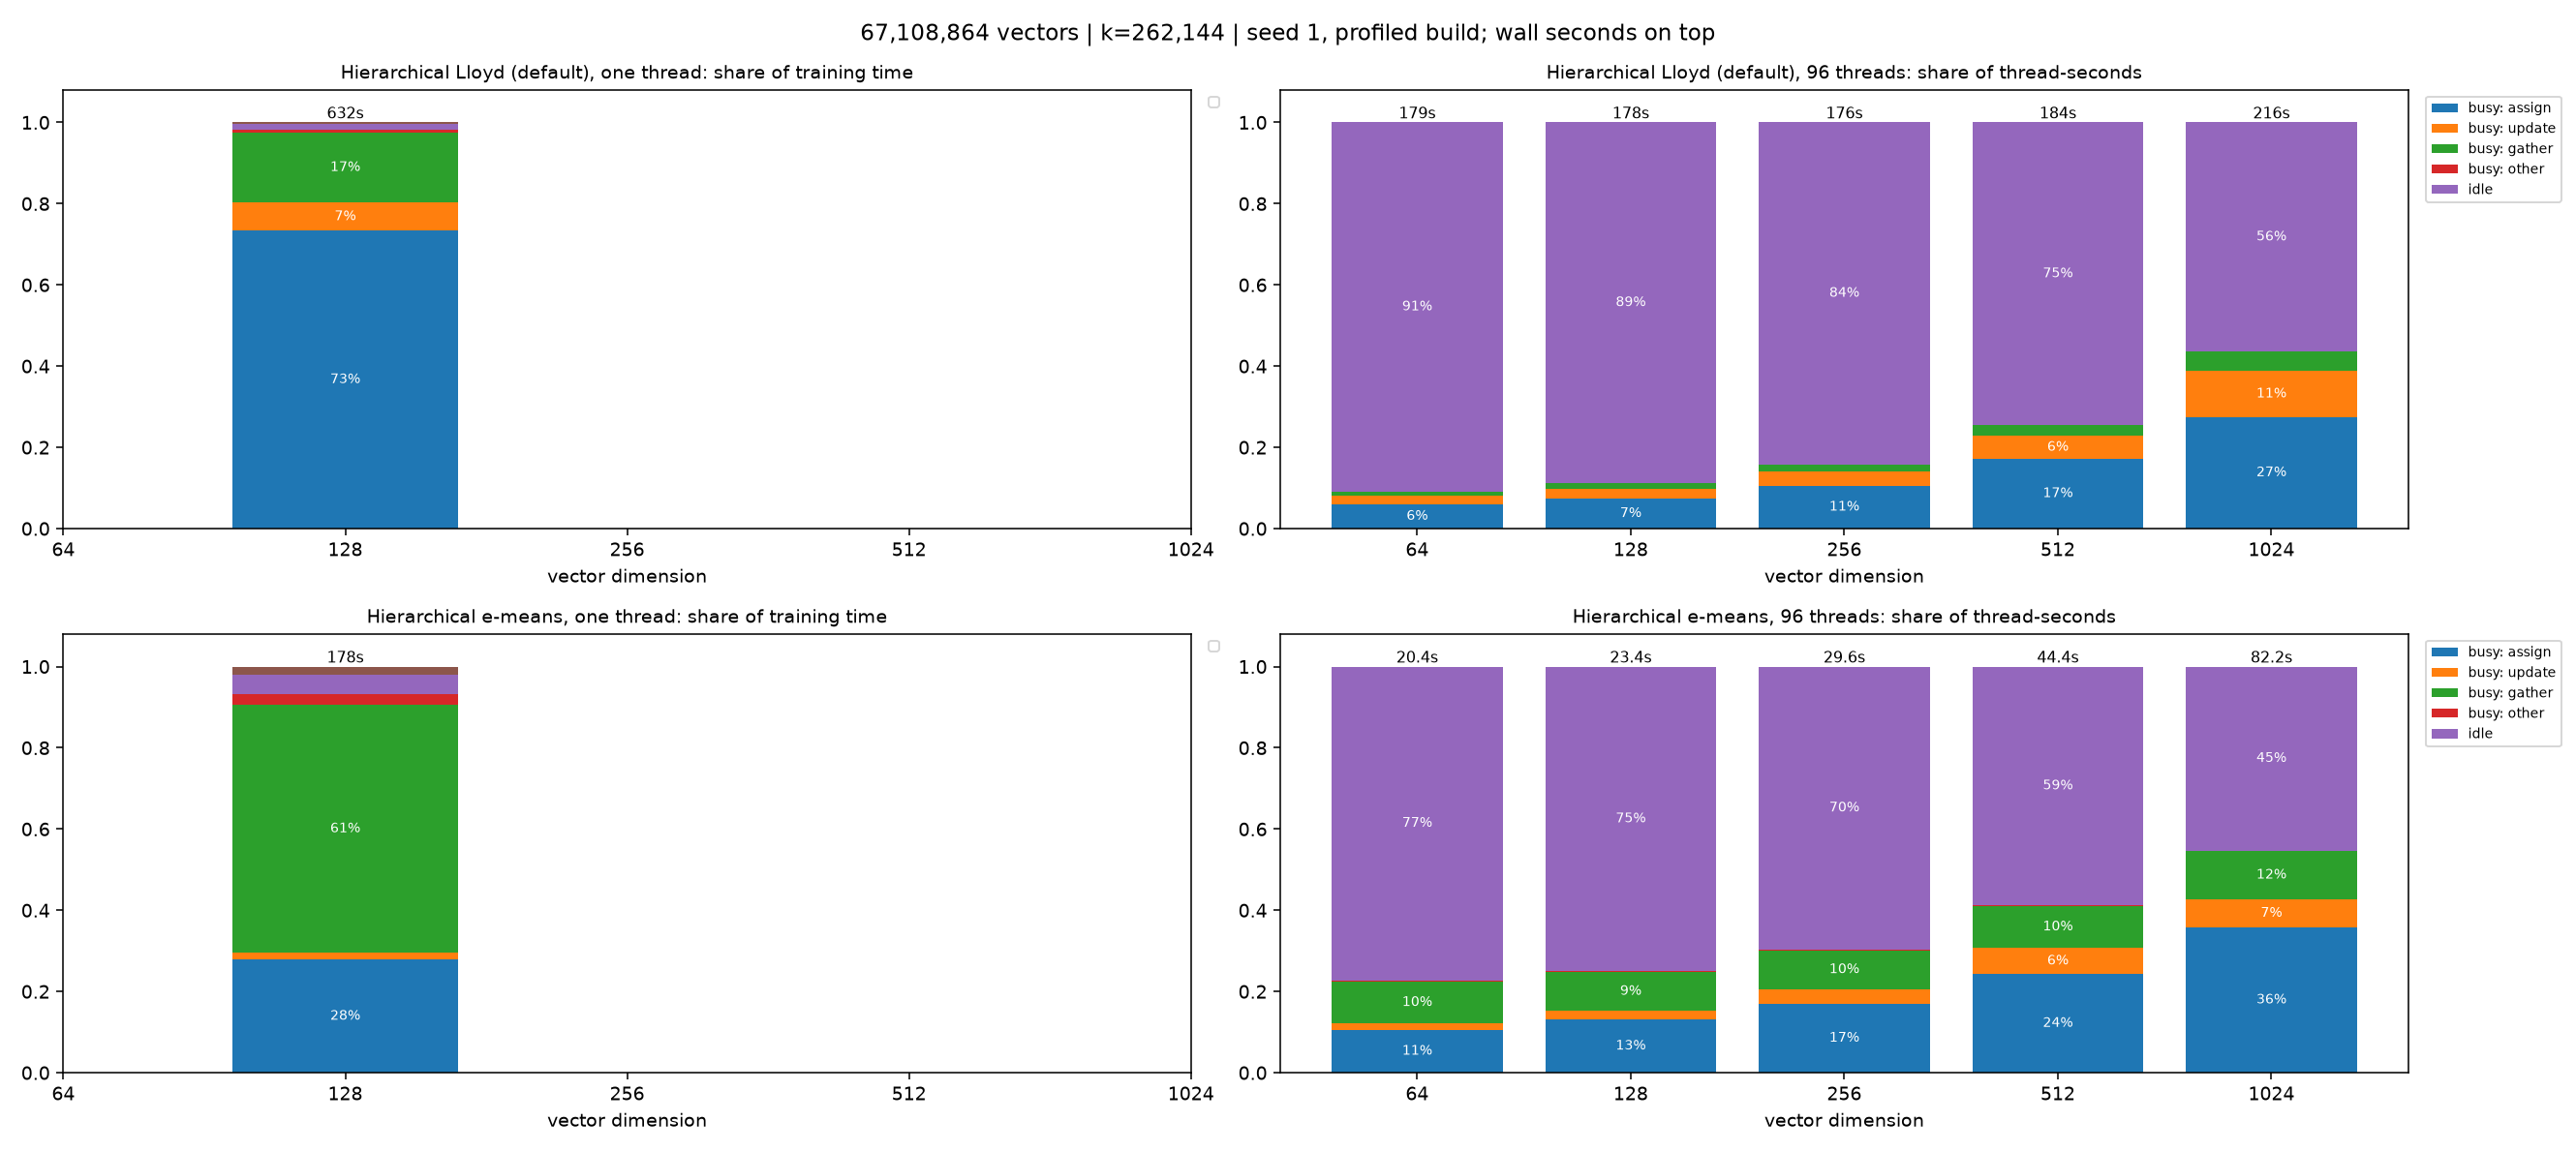 67,108,864 vectors | k=262,144 | seed 1, profiled build; wall seconds on top
Hierarchical Lloyd (default), one thread: share of training time
632s
1.0
0.8
0.6
0.4
0.2
0.0
17%
7%
73%
64
128
256
512
1024
vector dimension
Hierarchical Lloyd (default), 96 threads: share of thread-seconds
179s
178s
176s
184s
216s
1.0
0.8
0.6
0.4
0.2
0.0
91%
89%
84%
75%
56%
6%
7%
11%
6%
17%
11%
27%
64
128
256
512
1024
vector dimension
busy: assign
busy: update
busy: gather
busy: other
idle
Hierarchical e-means, one thread: share of training time
178s
1.0
0.8
0.6
0.4
0.2
0.0
61%
28%
64
128
256
512
1024
vector dimension
Hierarchical e-means, 96 threads: share of thread-seconds
20.4s
23.4s
29.6s
44.4s
82.2s
1.0
0.8
0.6
0.4
0.2
0.0
77%
75%
70%
59%
45%
10%
9%
10%
10%
12%
6%
7%
11%
13%
17%
24%
36%
64
128
256
512
1024
vector dimension
busy: assign
busy: update
busy: gather
busy: other
idle